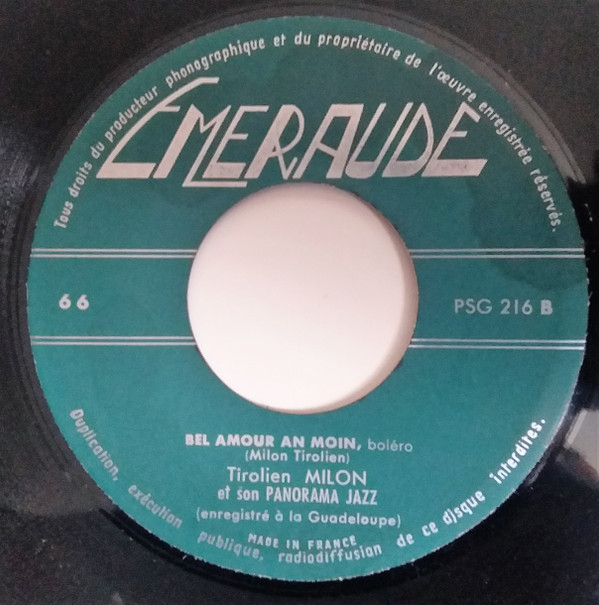 Tous droits du producteur phonographique et du propriétaire de l'œuvre enregistrée réservés.
EMERAUDE
66
PSG 216 B
BEL AMOUR AN MOIN, boléro
(Milon Tirolien)
Tirolien MILON
et son PANORAMA JAZZ
(enregistré à la Guadeloupe)
MADE IN FRANCE
Duplication, exécution publique, radiodiffusion de ce disque interdites.